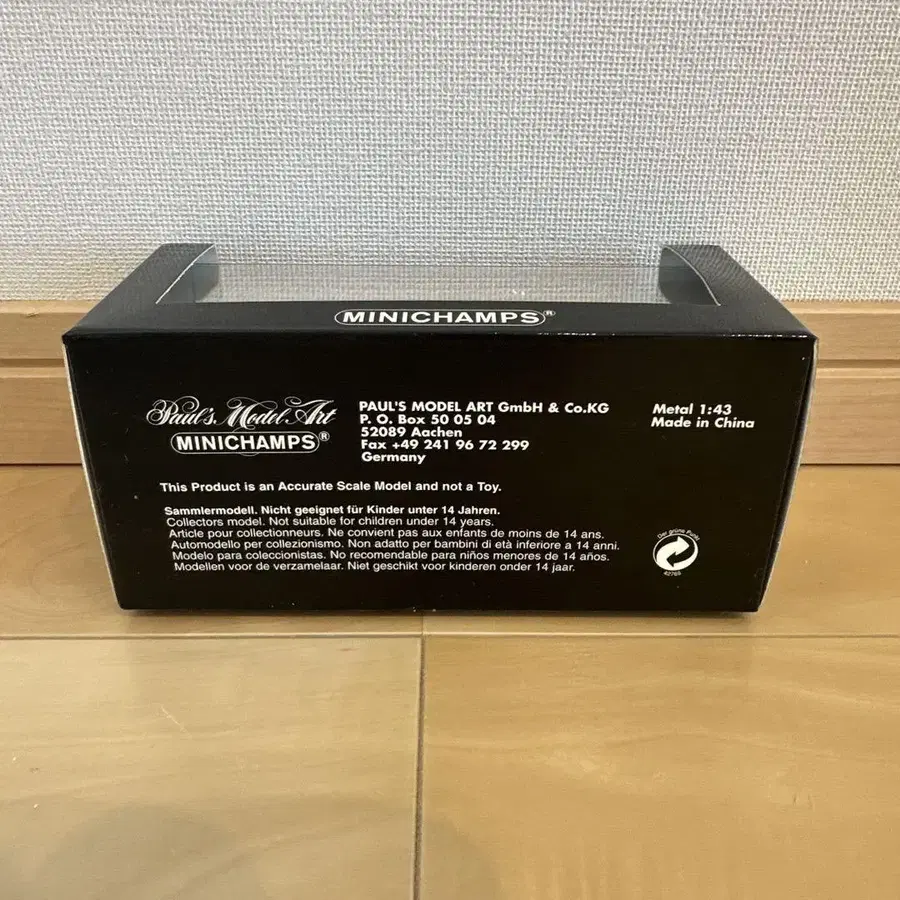 MINICHAMPS®
Paul's Model Art
MINICHAMPS®
PAUL'S MODEL ART GmbH & Co.KG
P. O. Box 50 05 04
52089 Aachen
Fax +49 241 96 72 299
Germany
Metal 1:43
Made in China
This Product is an Accurate Scale Model and not a Toy.
Sammlermodell. Nicht geeignet für Kinder unter 14 Jahren.
Collectors model. Not suitable for children under 14 years.
Article pour collectionneurs. Ne convient pas aux enfants de moins de 14 ans.
Automodello per collezionismo. Non adatto per bambini di età inferiore a 14 anni.
Modelo para coleccionistas. No recomendable para niños menores de 14 años.
Modellen voor de verzamelaar. Niet geschikt voor kinderen onder 14 jaar.
Der grüne Punkt
42765